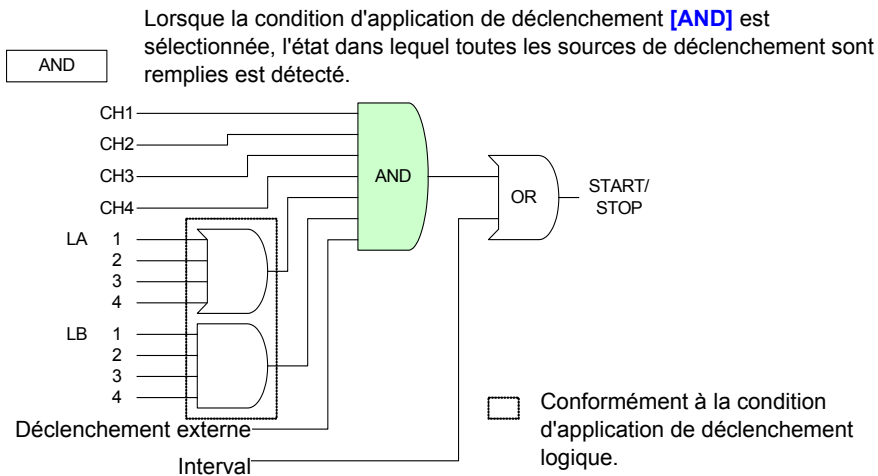 Lorsque la condition d'application de déclenchement [AND] est
sélectionnée, l'état dans lequel toutes les sources de déclenchement sont
remplies est détecté.
AND
CH1
CH2
CH3
CH4
AND
OR
START/
STOP
LA 1
2
3
4
LB 1
2
3
4
Déclenchement externe
Interval
Conformément à la condition
d'application de déclenchement
logique.